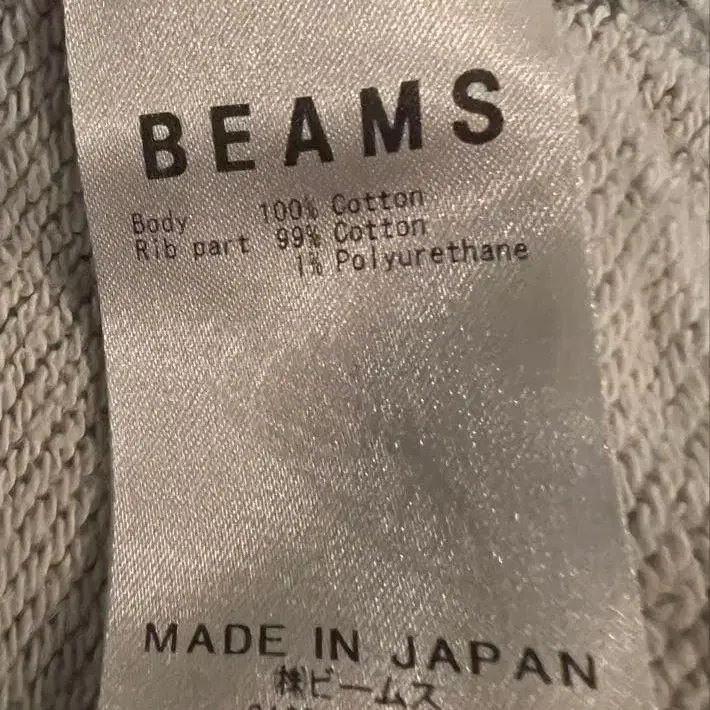 BEAMS
Body 100% Cotton
Rib part 99% Cotton
1% Polyurethane
MADE IN JAPAN
㈱ビームス